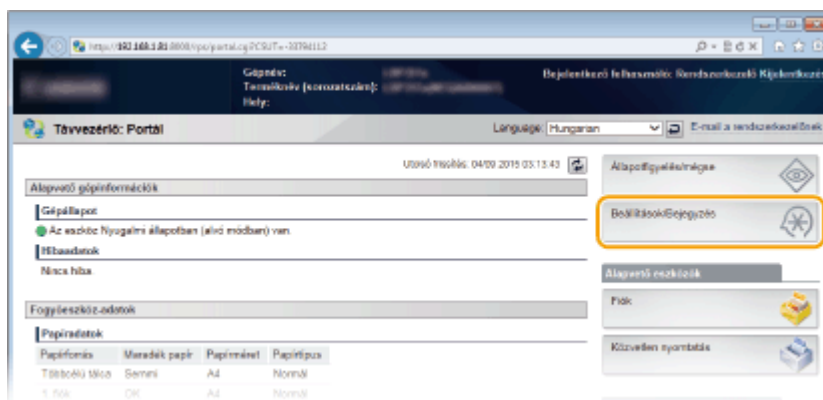 Gépnév:
Terméknév (sorozatszám):
Hely:
Bejelentkező felhasználó: Rendszerkezelő Kijelentkezés
Távvezérlő: Portál
Language: Hungarian
E-mail a rendszerkezelőnek
Utolsó frissítés: 04/09 2015 03:13:43
Alapvető gépinformációk
Gépállapot
Az eszköz Nyugalmi állapotban (alvó módban) van.
Hibaadatok
Nincs hiba.
Fogyóeszköz-adatok
Papíradatok
Papírforrás Maradék papír Papírméret Papírtípus
Többcélú tálca Semmi A4 Normál
1. fiók OK A4 Normál
Állapotfigyelés/mégse
Beállítások/Bejegyzés
Alapvető eszközök
Fiók
Közvetlen nyomtatás